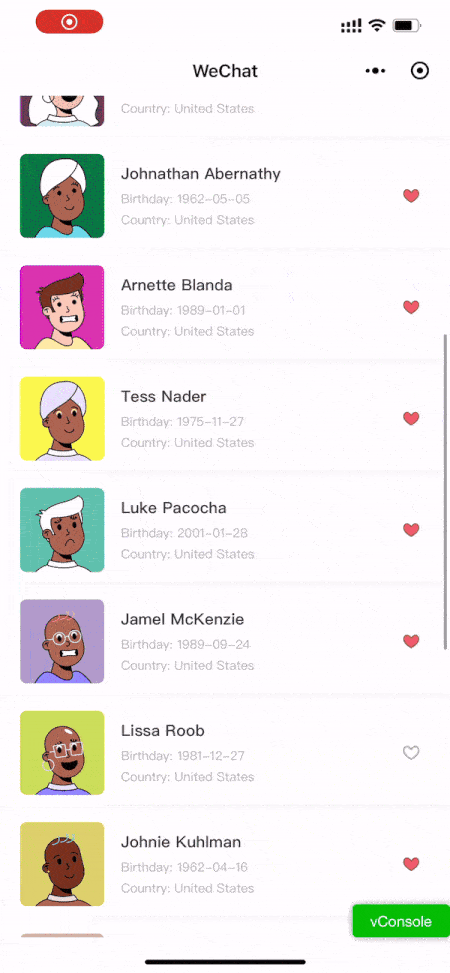 WeChat
Country: United States
Johnathan Abernathy
Birthday: 1962-05-05
Country: United States
Arnette Blanda
Birthday: 1989-01-01
Country: United States
Tess Nader
Birthday: 1975-11-27
Country: United States
Luke Pacocha
Birthday: 2001-01-28
Country: United States
Jamel McKenzie
Birthday: 1989-09-24
Country: United States
Lissa Roob
Birthday: 1981-12-27
Country: United States
Johnie Kuhlman
Birthday: 1962-04-16
Country: United States
vConsole